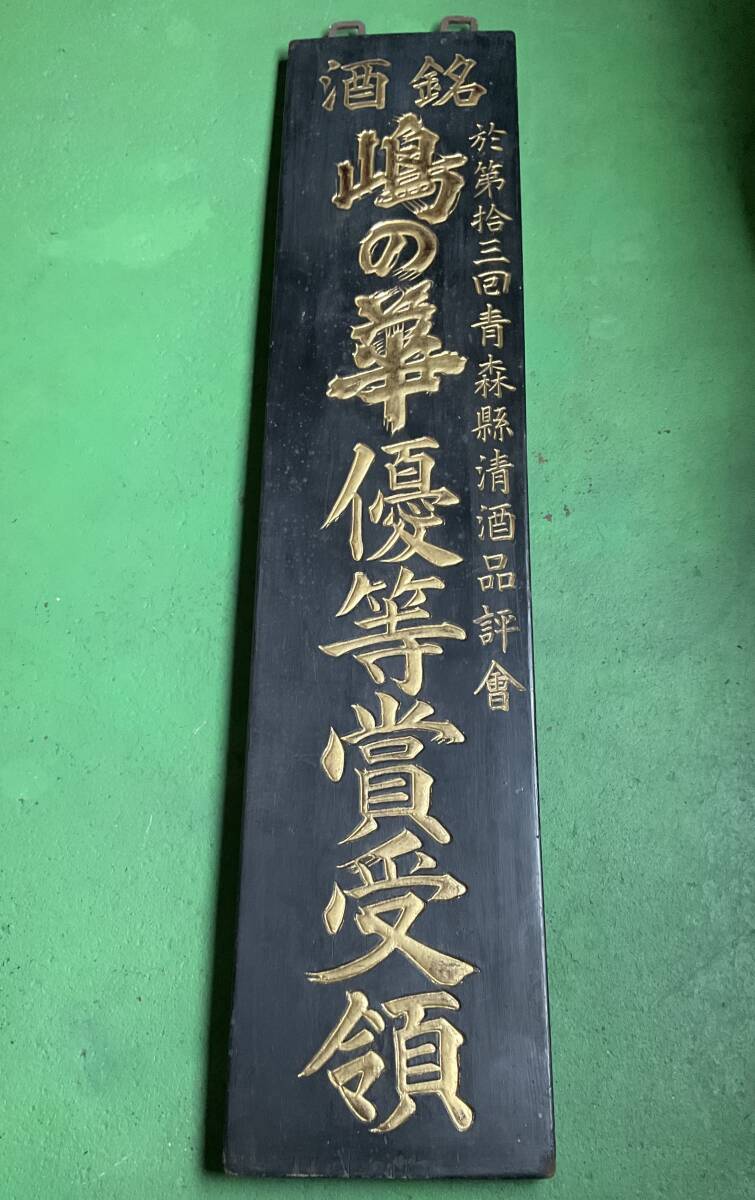 銘酒
於第拾三回青森縣清酒品評會
嶋の華優等賞受領